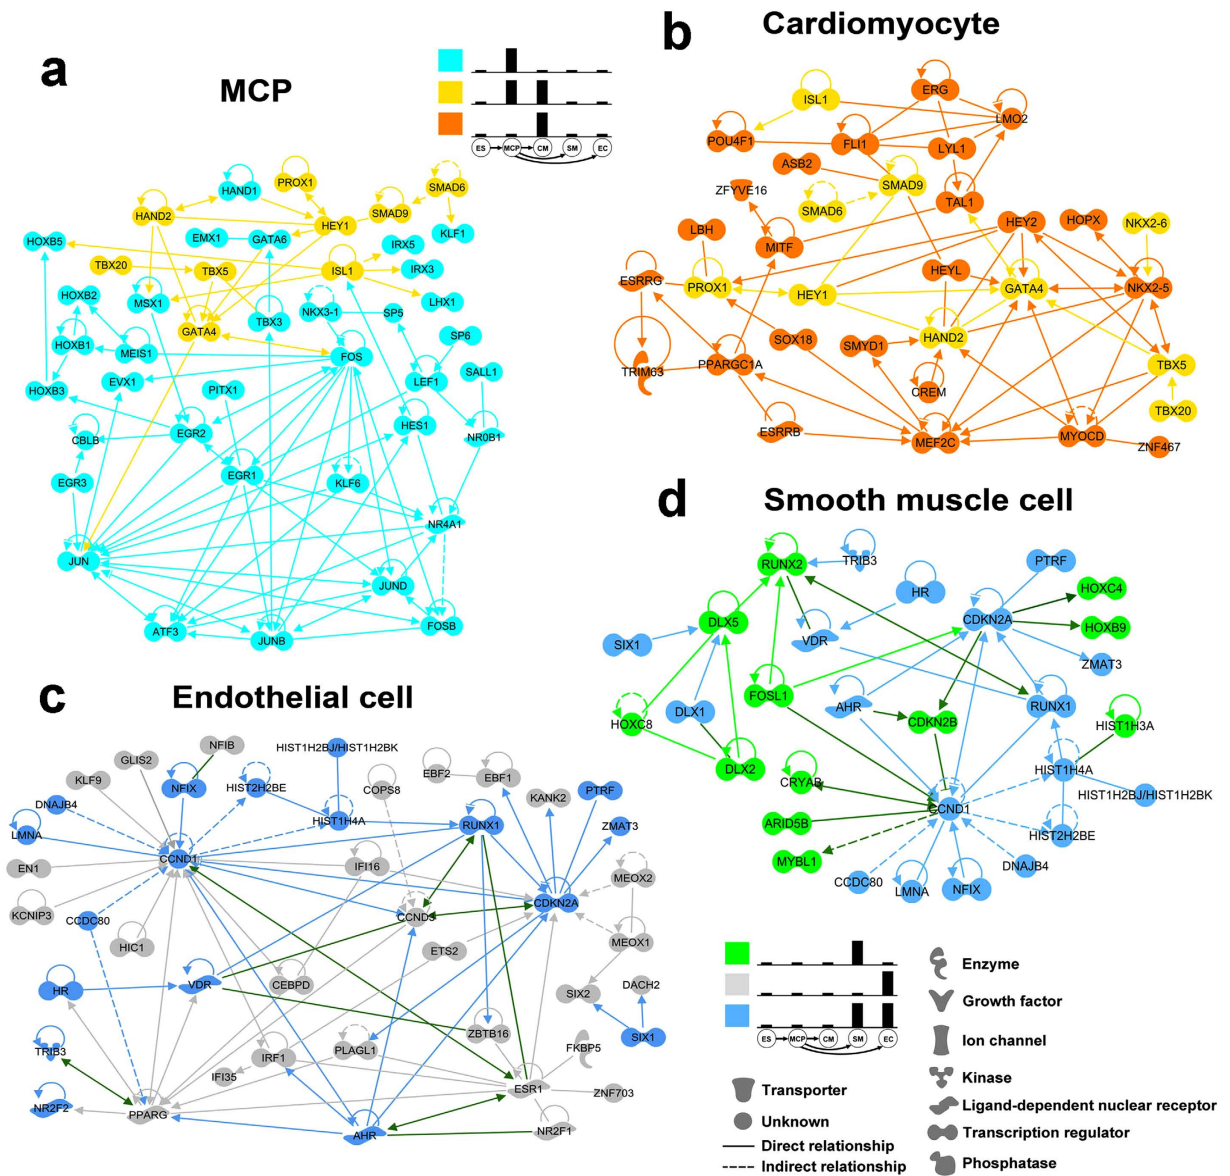 a
MCP
ES
MCP
CM
SM
EC
HAND1
PROX1
SMAD6
HAND2
HEY1
SMAD9
KLF1
HOXB5
EMX1
GATA6
IRX5
TBX20
TBX5
ISL1
IRX3
HOXB2
MSX1
LHX1
NKX3-1
SP5
TBX3
GATA4
SP6
HOXB1
MEIS1
FOS
SALL1
HOXB3
EVX1
PITX1
LEF1
CBLB
EGR2
HES1
NR0B1
EGR3
EGR1
KLF6
NR4A1
JUN
JUND
ATF3
JUNB
FOSB
b
Cardiomyocyte
ISL1
ERG
LMO2
POU4F1
FLI1
LYL1
ASB2
ZFYVE16
SMAD9
SMAD6
TAL1
LBH
MITF
HEY2
HOPX
NKX2-6
ESRRG
PROX1
HEY1
HEYL
GATA4
NKX2-5
SOX18
SMYD1
HAND2
TRIM63
PPARGC1A
CREM
TBX5
TBX20
ESRRB
MEF2C
MYOCD
ZNF467
c
Endothelial cell
NFIB
GLIS2
HIST1H2BJ/HIST1H2BK
KLF9
NFIX
HIST2H2BE
COPS8
EBF2
EBF1
KANK2
PTRF
DNAJB4
LMNA
HIST1H4A
RUNX1
ZMAT3
EN1
CCND1
IFI16
MEOX2
KCNIP3
CCDC80
CCND3
CDKN2A
HIC1
ETS2
MEOX1
HR
VDR
CEBPD
SIX2
DACH2
TRIB3
IRF1
PLAGL1
ZBTB16
FKBP5
SIX1
IFI35
ESR1
ZNF703
NR2F2
PPARG
AHR
NR2F1
d
Smooth muscle cell
RUNX2
TRIB3
PTRF
HR
HOXC4
SIX1
DLX5
VDR
CDKN2A
HOXB9
ZMAT3
HOXC8
DLX1
FOSL1
AHR
RUNX1
CDKN2B
HIST1H3A
DLX2
CRYAB
HIST1H4A
HIST1H2BJ/HIST1H2BK
CCND1
ARID5B
HIST2H2BE
MYBL1
DNAJB4
CCDC80
LMNA
NFIX
ES
MCP
CM
SM
EC
Transporter
Unknown
Direct relationship
Indirect relationship
Enzyme
Growth factor
Ion channel
Kinase
Ligand-dependent nuclear receptor
Transcription regulator
Phosphatase